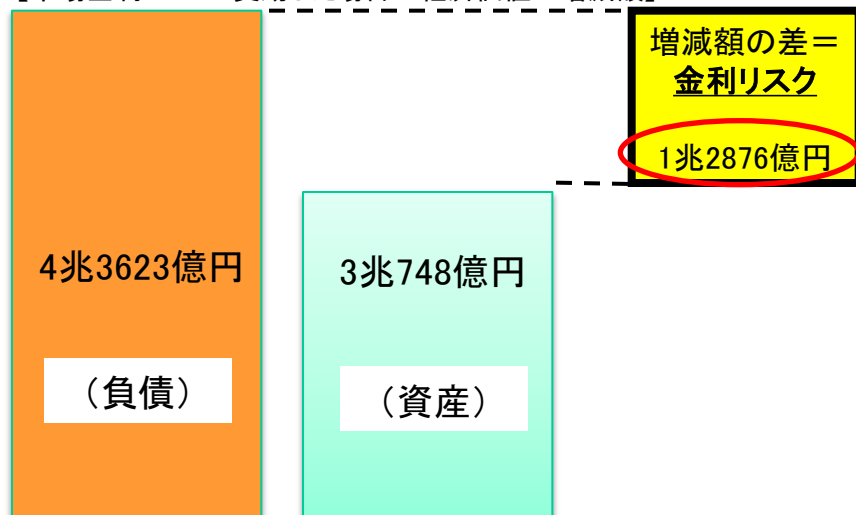 増減額の差＝
金利リスク
1兆2876億円
4兆3623億円
3兆748億円
（負債）
（資産）